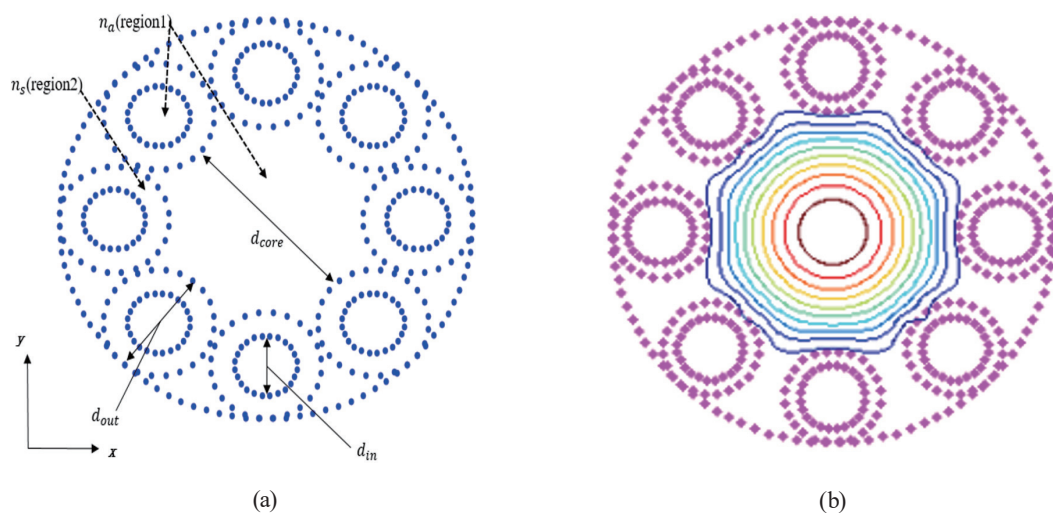 n_a(region1)
n_s(region2)
d_core
y
d_out
x
d_in
(a)
(b)